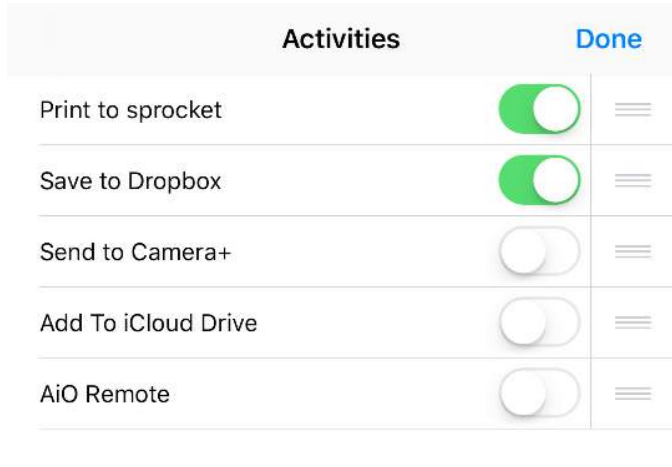 Activities Done
Print to sprocket
Save to Dropbox
Send to Camera+
Add To iCloud Drive
AiO Remote